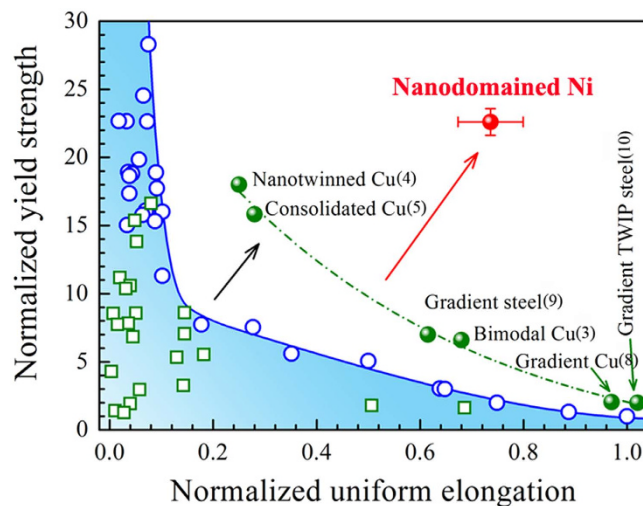 30
25
20
15
10
5
0
Normalized yield strength
Nanodomained Ni
Nanotwinned Cu(4)
Consolidated Cu(5)
Gradient steel(9)
Bimodal Cu(3)
Gradient Cu(8)
Gradient TWIP steel(10)
0.0 0.2 0.4 0.6 0.8 1.0
Normalized uniform elongation